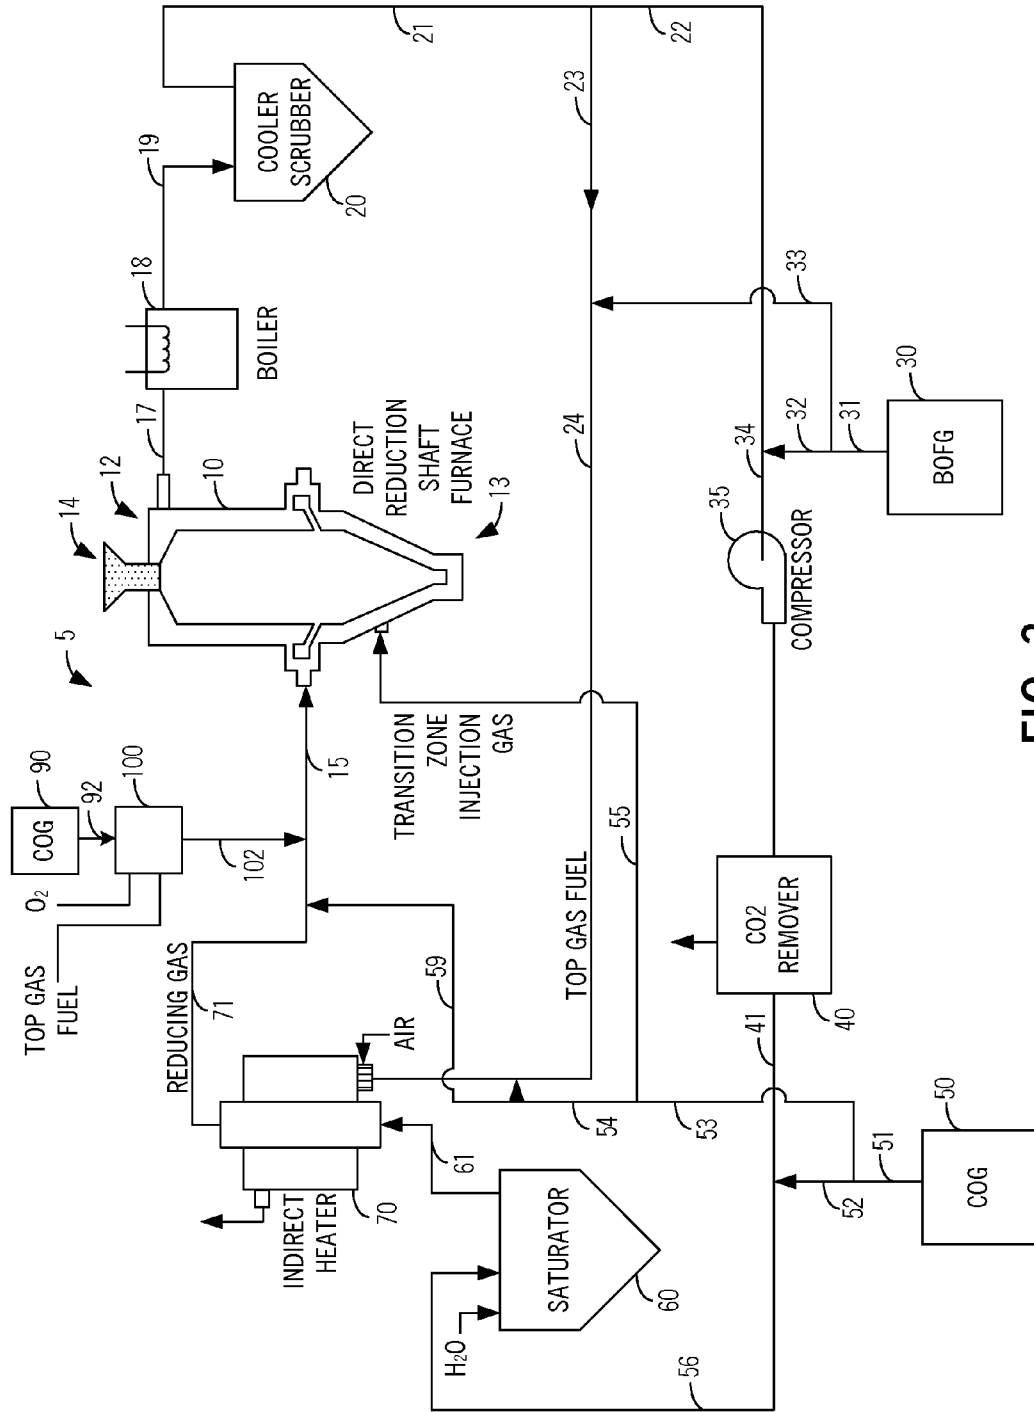 TOP GAS
FUEL
O₂
COG
90
92
100
102
5
14
12
10
17
18
BOILER
19
COOLER
SCRUBBER
20
21
22
23
REDUCING GAS
71
15
INDIRECT
HEATER
70
AIR
61
59
TRANSITION
ZONE
INJECTION
GAS
DIRECT
REDUCTION
SHAFT
FURNACE
13
H₂O
SATURATOR
60
TOP GAS FUEL
24
54
55
53
56
41
CO2
REMOVER
40
35
COMPRESSOR
34
32
33
31
52
51
50
COG
30
BOFG
FIG.